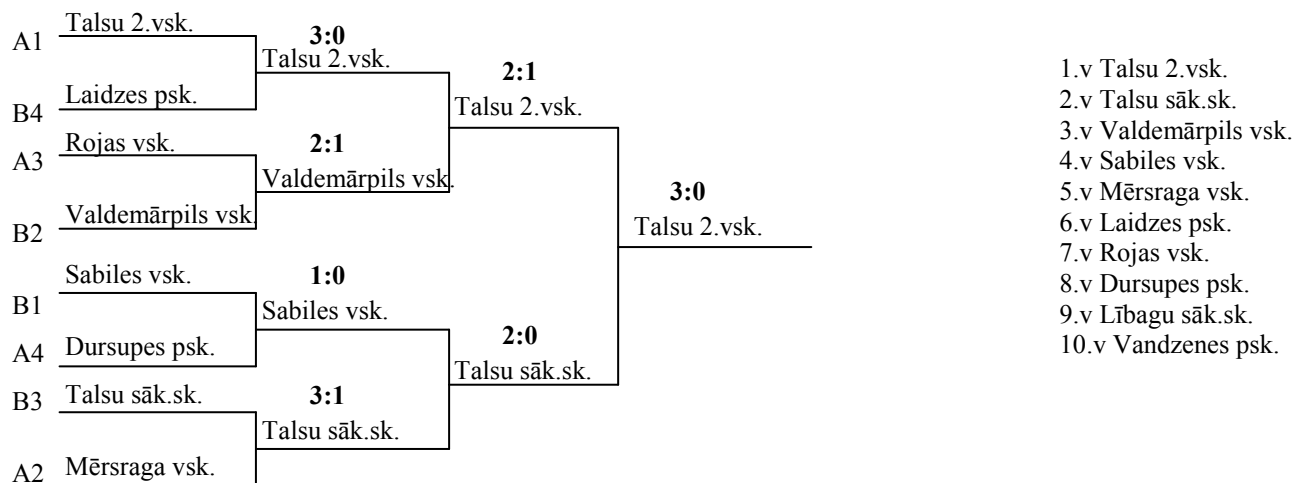 A1 Talsu 2.vsk.
3:0
Talsu 2.vsk.
B4 Laidzes psk.
2:1
Talsu 2.vsk.
A3 Rojas vsk.
2:1
Valdemārpils vsk.
B2 Valdemārpils vsk.
3:0
Talsu 2.vsk.
B1 Sabiles vsk.
1:0
Sabiles vsk.
A4 Dursupes psk.
2:0
Talsu sāk.sk.
B3 Talsu sāk.sk.
3:1
Talsu sāk.sk.
A2 Mērsraga vsk.
1.v Talsu 2.vsk.
2.v Talsu sāk.sk.
3.v Valdemārpils vsk.
4.v Sabiles vsk.
5.v Mērsraga vsk.
6.v Laidzes psk.
7.v Rojas vsk.
8.v Dursupes psk.
9.v Lībagu sāk.sk.
10.v Vandzenes psk.